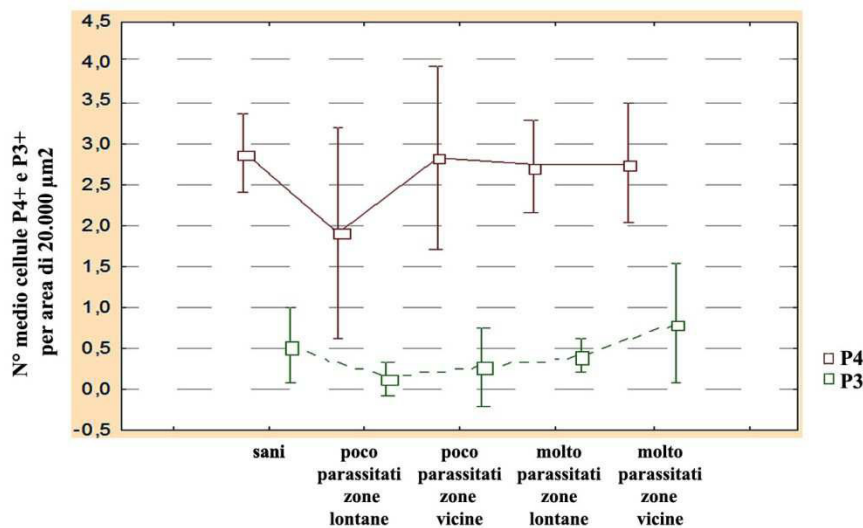 N° medio cellule P4+ e P3+
per area di 20.000 µm2
4,5
4,0
3,5
3,0
2,5
2,0
1,5
1,0
0,5
0,0
-0,5
sani
poco
parassitati
zone
lontane
poco
parassitati
zone
vicine
molto
parassitati
zone
lontane
molto
parassitati
zone
vicine
P4
P3